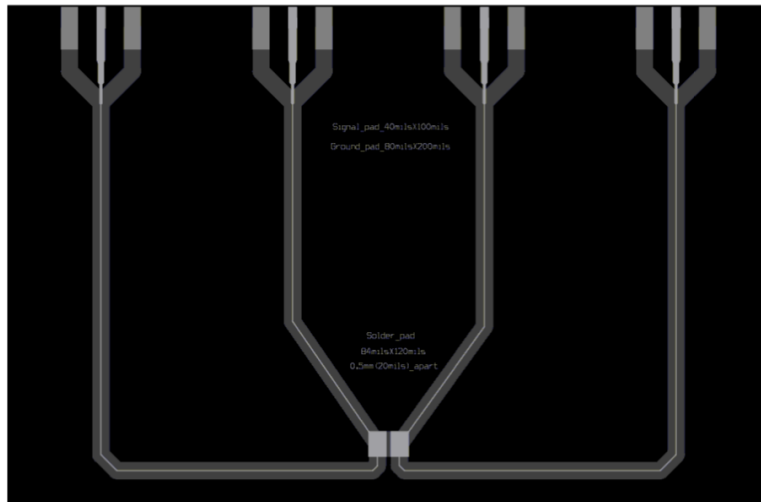 Signal_pad_40milsX100mils
Ground_pad_80milsX200mils
Solder_pad
84milsX120mils
0.5mm(20mils)_apart